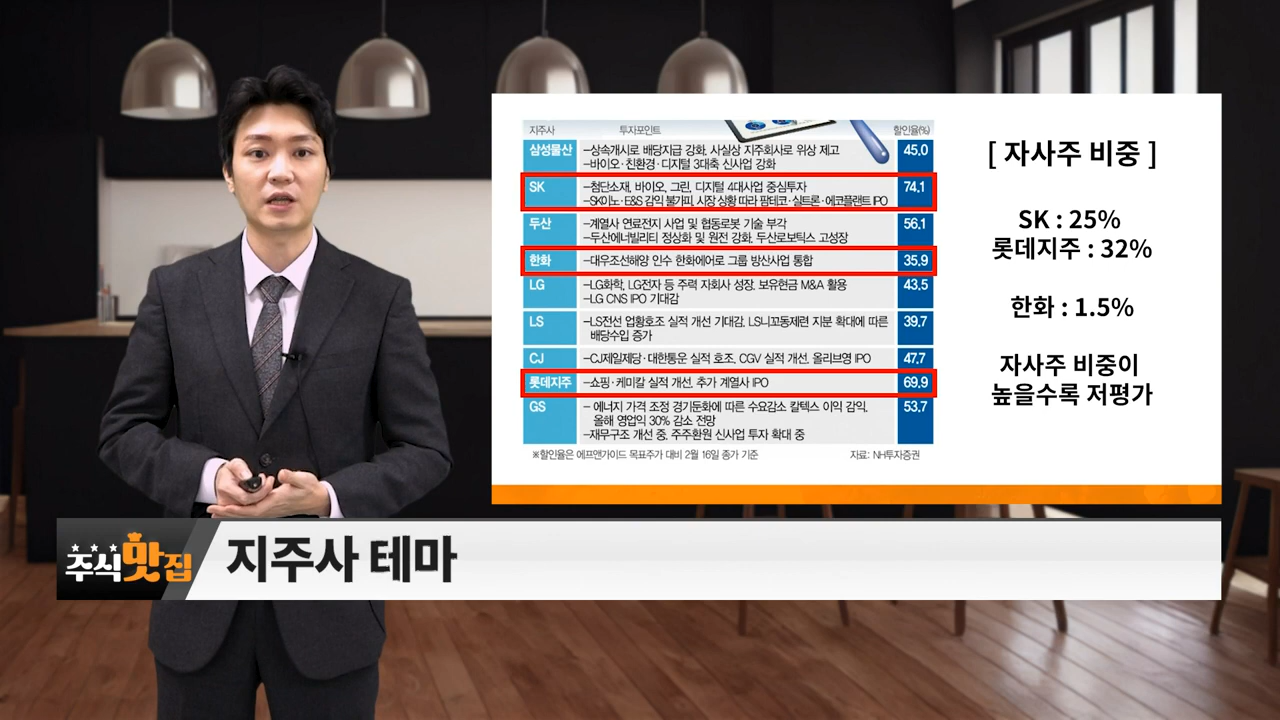 지주사 투자포인트 할인율(%)
삼성물산 –상속개시로 배당지급 강화, 사실상 지주회사로 위상 제고 45.0
–바이오·친환경·디지털 3대축 신사업 강화
SK –첨단소재, 바이오, 그린, 디지털 4대사업 중심투자 74.1
–SK이노·E&S 감익 불가피, 시장 상황 따라 팜테코·실트론·에코플랜트 IPO
두산 –계열사 연료전지 사업 및 협동로봇 기술 부각 56.1
–두산에너빌리티 정상화 및 원전 강화, 두산로보틱스 고성장
한화 –대우조선해양 인수 한화에어로 그룹 방산사업 통합 35.9
LG –LG화학, LG전자 등 주력 자회사 성장, 보유현금 M&A 활용 43.5
–LG CNS IPO 기대감
LS –LS전선 업황호조 실적 개선 기대감, LS니꼬동제련 지분 확대에 따른 39.7
배당수입 증가
CJ –CJ제일제당·대한통운 실적 호조, CGV 실적 개선, 올리브영 IPO 47.7
롯데지주 –쇼핑·케미칼 실적 개선, 추가 계열사 IPO 69.9
GS – 에너지 가격 조정 경기둔화에 따른 수요감소 칼텍스 이익 감익, 53.7
올해 영업익 30% 감소 전망
–재무구조 개선 중, 주주환원 신사업 투자 확대 중
※할인율은 에프앤가이드 목표주가 대비 2월 16일 종가 기준 자료: NH투자증권
[ 자사주 비중 ]
SK : 25%
롯데지주 : 32%
한화 : 1.5%
자사주 비중이
높을수록 저평가
주식맛집
지주사 테마